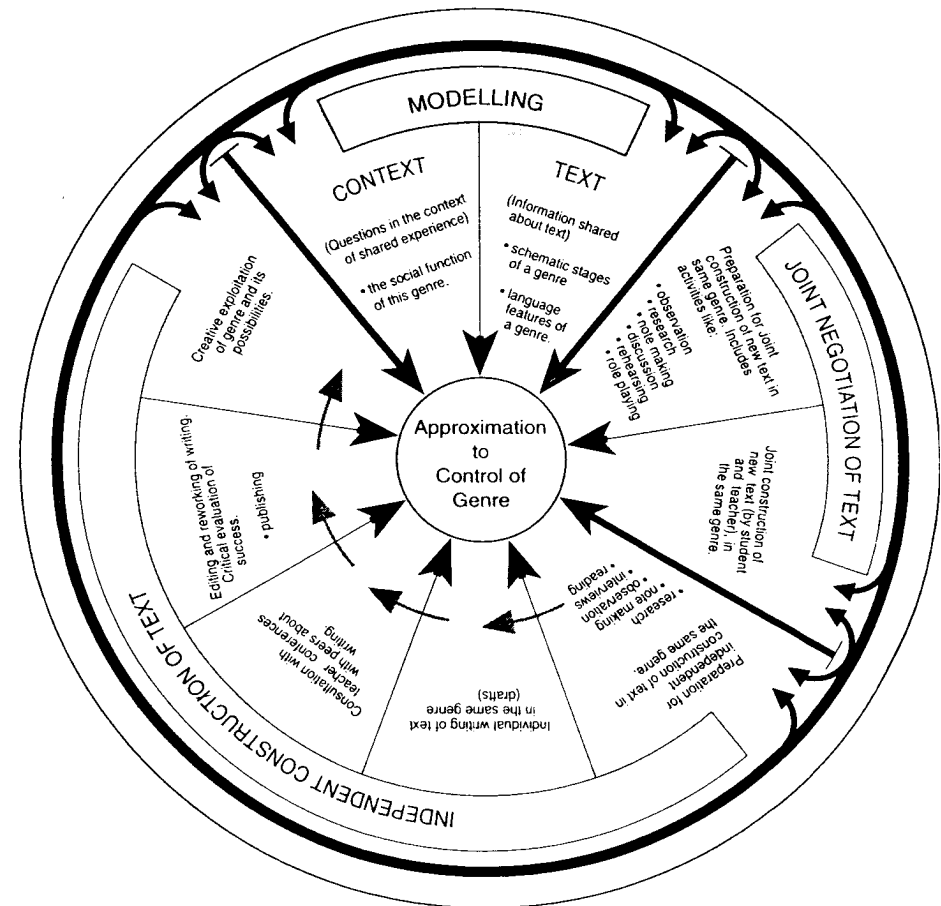 MODELLING
CONTEXT
(Questions in the context
of shared experience)
• the social function
of this genre.
TEXT
(Information shared
about text)
• schematic stages
of a genre
• language
features of
a genre.
JOINT NEGOTIATION OF TEXT
Preparation for joint
construction of new text in
same genre. Includes
activities like:
• observation
• research
• note making
• discussion
• rehearsing
• role playing
Joint construction of
new text (by student
and teacher), in
the same genre.
INDEPENDENT CONSTRUCTION OF TEXT
Preparation for
independent
construction of text in
the same genre.
• research
• note making
• observation
• interviews
• reading
Individual writing of text
in the same genre
(drafts)
Consultation with
teacher conferences
with peers about
writing.
Editing and reworking of writing.
Critical evaluation of
success.
• publishing
Creative exploitation
of genre and its
possibilities.
Approximation
to
Control of
Genre